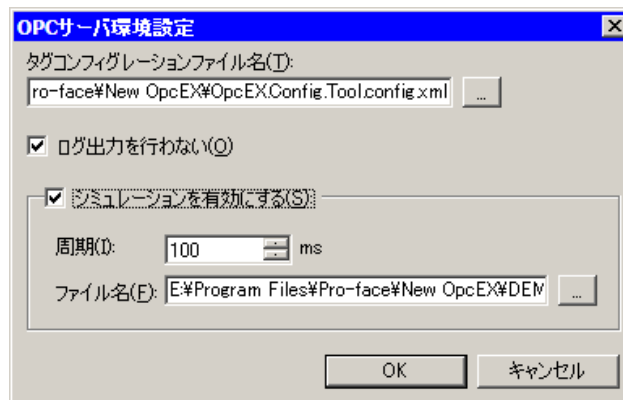 OPCサーバ環境設定
タグコンフィグレーションファイル名(T):
ro-face¥New OpcEX¥OpcEX.Config.Tool.config.xml
...
ログ出力を行わない(O)
シミュレーションを有効にする(S):
周期(I):
100
ms
ファイル名(F):
E:¥Program Files¥Pro-face¥New OpcEX¥DEM
...
OK
キャンセル